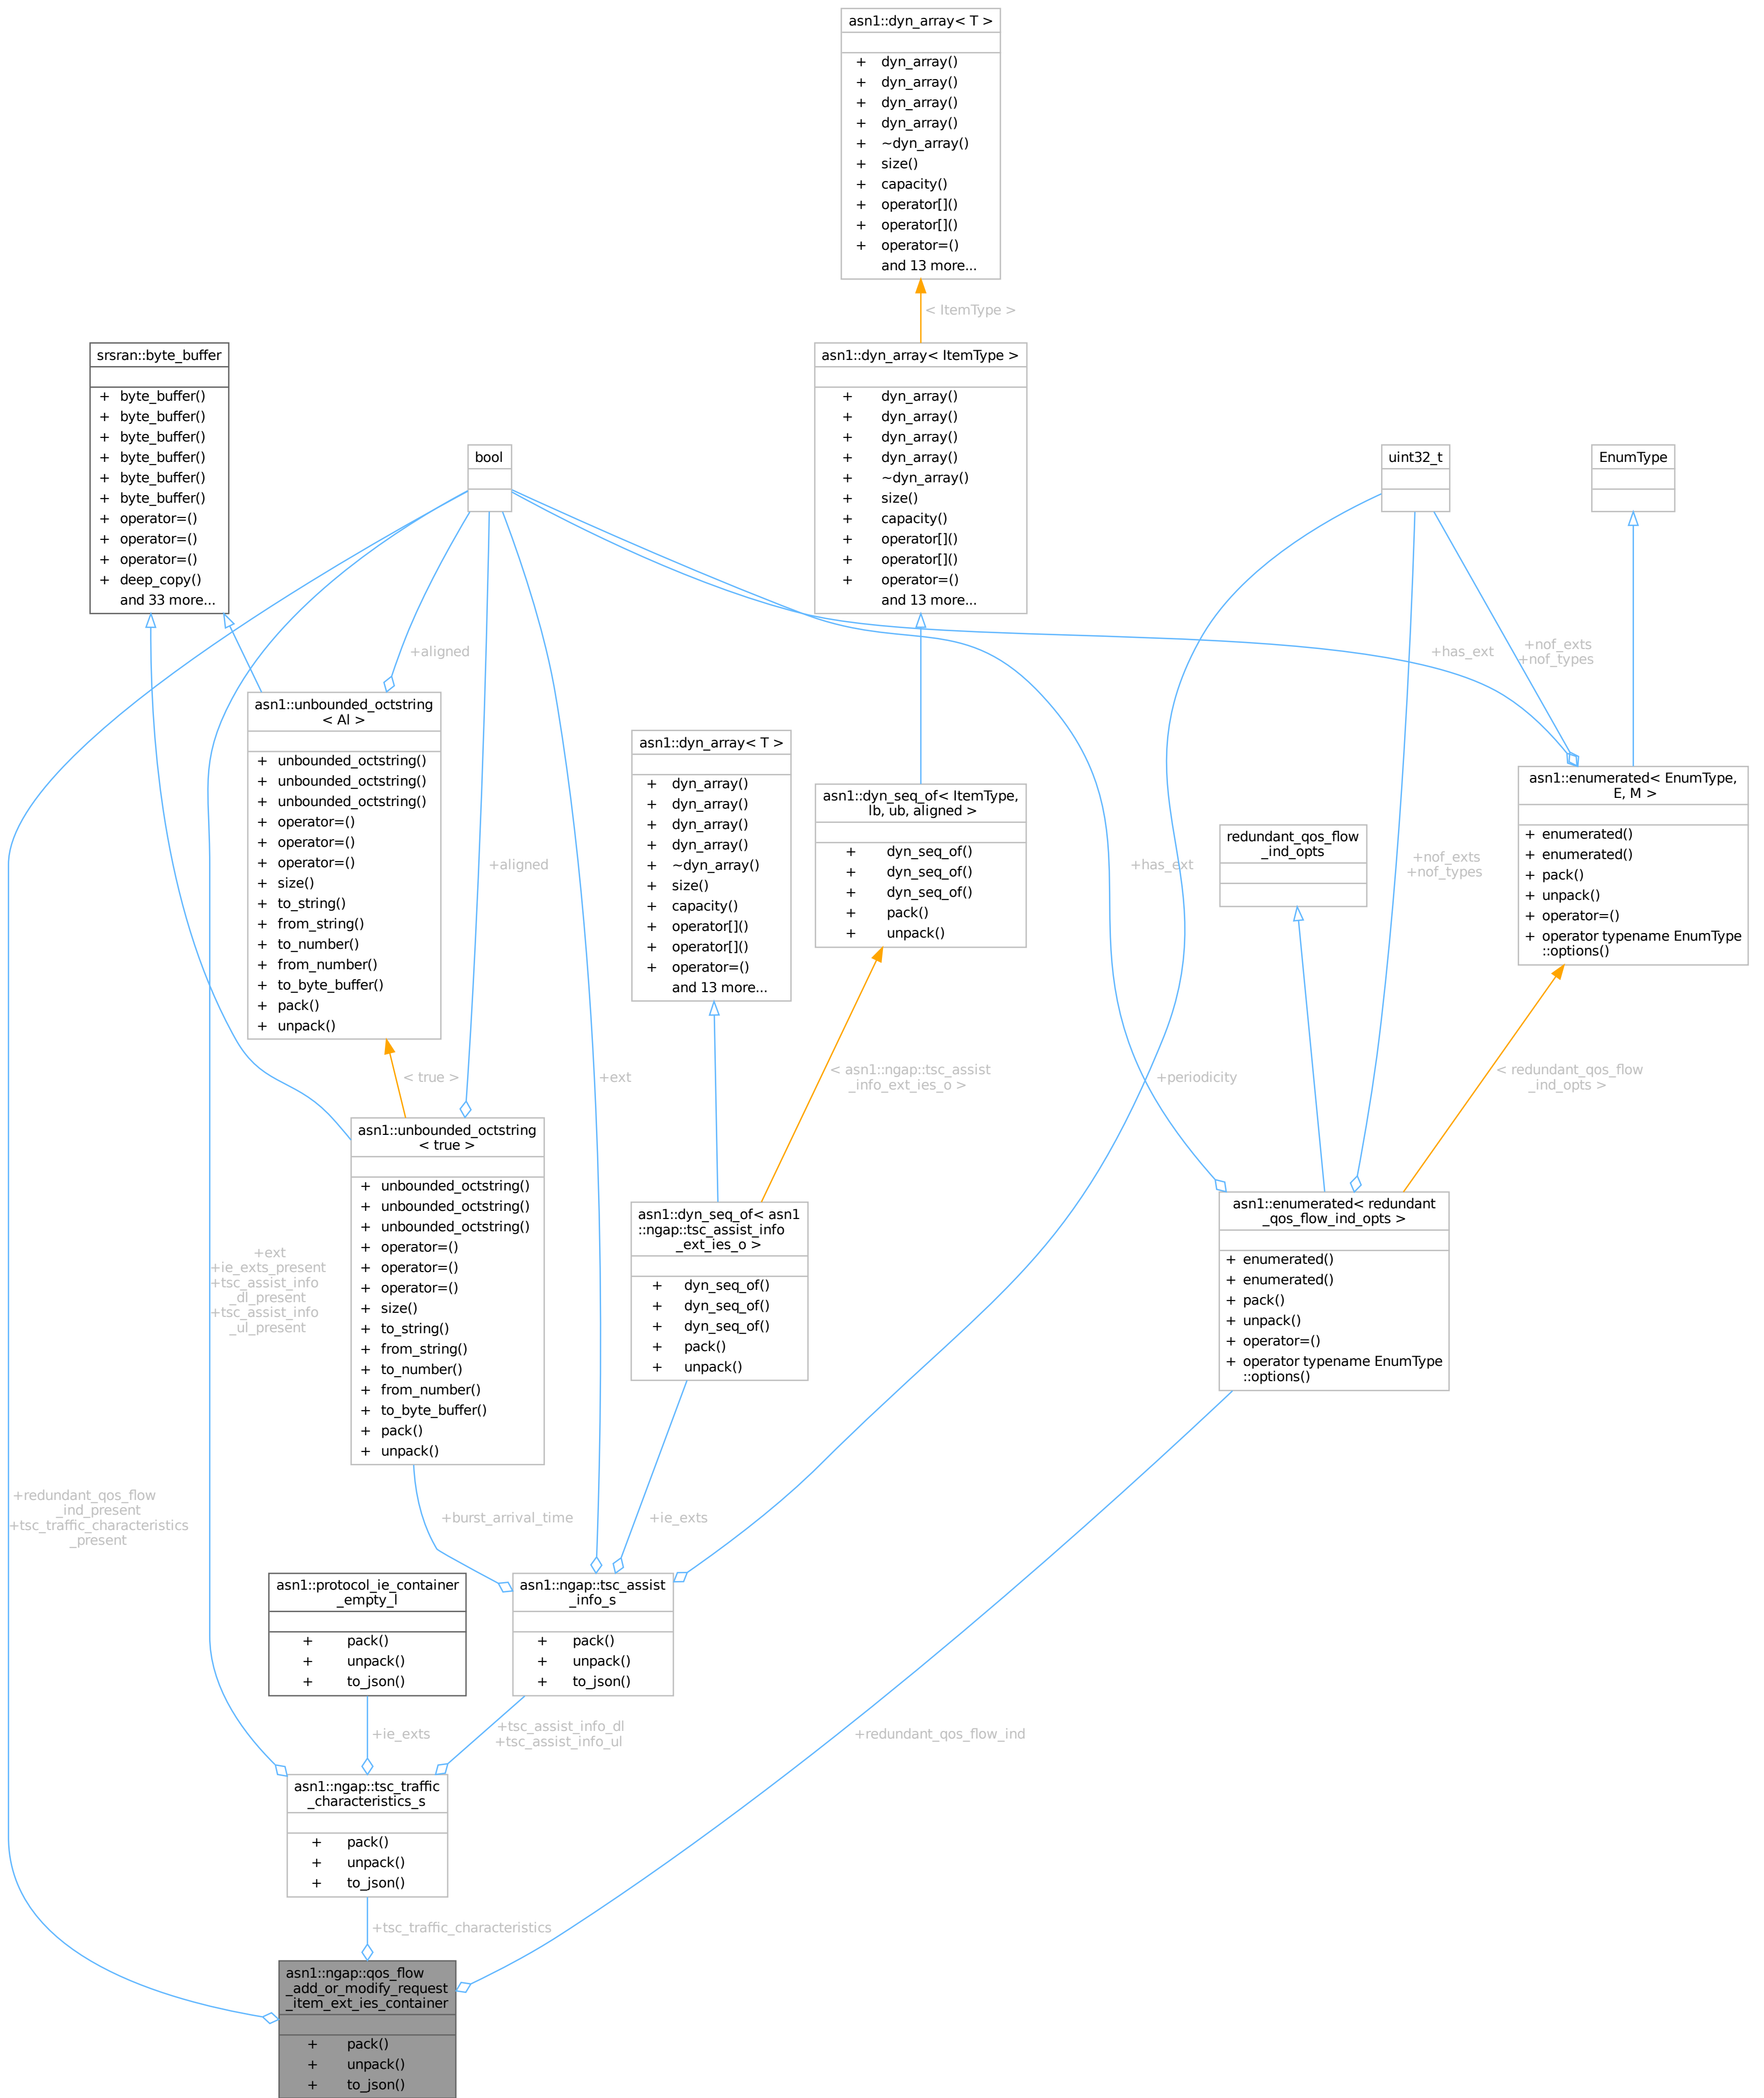 asn1::dyn_array< T >
+ dyn_array()
+ dyn_array()
+ dyn_array()
+ dyn_array()
+ ~dyn_array()
+ size()
+ capacity()
+ operator[]()
+ operator[]()
+ operator=()
and 13 more...
< ItemType >
srsran::byte_buffer
+ byte_buffer()
+ byte_buffer()
+ byte_buffer()
+ byte_buffer()
+ byte_buffer()
+ byte_buffer()
+ operator=()
+ operator=()
+ operator=()
+ deep_copy()
and 33 more...
bool
asn1::dyn_array< ItemType >
+ dyn_array()
+ dyn_array()
+ dyn_array()
+ dyn_array()
+ ~dyn_array()
+ size()
+ capacity()
+ operator[]()
+ operator[]()
+ operator=()
and 13 more...
uint32_t
EnumType
+aligned
+has_ext
+nof_exts
+nof_types
asn1::unbounded_octstring
< Al >
+ unbounded_octstring()
+ unbounded_octstring()
+ unbounded_octstring()
+ operator=()
+ operator=()
+ operator=()
+ size()
+ to_string()
+ from_string()
+ to_number()
+ from_number()
+ to_byte_buffer()
+ pack()
+ unpack()
+aligned
asn1::dyn_array< T >
+ dyn_array()
+ dyn_array()
+ dyn_array()
+ dyn_array()
+ ~dyn_array()
+ size()
+ capacity()
+ operator[]()
+ operator[]()
+ operator=()
and 13 more...
asn1::dyn_seq_of< ItemType,
lb, ub, aligned >
+ dyn_seq_of()
+ dyn_seq_of()
+ dyn_seq_of()
+ pack()
+ unpack()
+has_ext
redundant_qos_flow
_ind_opts
+nof_exts
+nof_types
asn1::enumerated< EnumType,
E, M >
+ enumerated()
+ enumerated()
+ pack()
+ unpack()
+ operator=()
+ operator typename EnumType
::options()
< true >
+ext
< asn1::ngap::tsc_assist
_info_ext_ies_o >
+periodicity
< redundant_qos_flow
_ind_opts >
+ext
+ie_exts_present
+tsc_assist_info
_dl_present
+tsc_assist_info
_ul_present
asn1::unbounded_octstring
< true >
+ unbounded_octstring()
+ unbounded_octstring()
+ unbounded_octstring()
+ operator=()
+ operator=()
+ operator=()
+ size()
+ to_string()
+ from_string()
+ to_number()
+ from_number()
+ to_byte_buffer()
+ pack()
+ unpack()
asn1::dyn_seq_of< asn1
::ngap::tsc_assist_info
_ext_ies_o >
+ dyn_seq_of()
+ dyn_seq_of()
+ dyn_seq_of()
+ pack()
+ unpack()
asn1::enumerated< redundant
_qos_flow_ind_opts >
+ enumerated()
+ enumerated()
+ pack()
+ unpack()
+ operator=()
+ operator typename EnumType
::options()
+redundant_qos_flow
_ind_present
+tsc_traffic_characteristics
_present
+burst_arrival_time
+ie_exts
asn1::protocol_ie_container
_empty_l
+ pack()
+ unpack()
+ to_json()
asn1::ngap::tsc_assist
_info_s
+ pack()
+ unpack()
+ to_json()
+ie_exts
+tsc_assist_info_dl
+tsc_assist_info_ul
+redundant_qos_flow_ind
asn1::ngap::tsc_traffic
_characteristics_s
+ pack()
+ unpack()
+ to_json()
+tsc_traffic_characteristics
asn1::ngap::qos_flow
_add_or_modify_request
_item_ext_ies_container
+ pack()
+ unpack()
+ to_json()